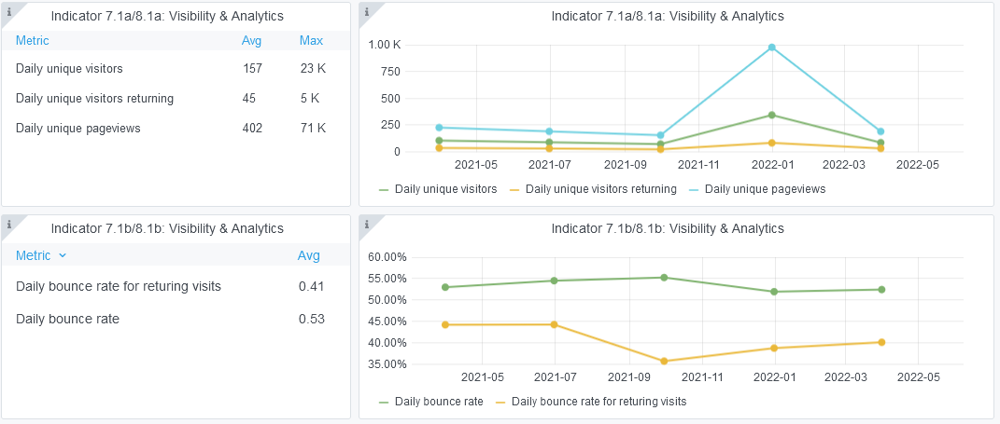 Indicator 7.1a/8.1a: Visibility & Analytics
Metric Avg Max
Daily unique visitors 157 23 K
Daily unique visitors returning 45 5 K
Daily unique pageviews 402 71 K
Indicator 7.1a/8.1a: Visibility & Analytics
1.00 K
750
500
250
0
2021-05 2021-07 2021-09 2021-11 2022-01 2022-03 2022-05
Daily unique visitors Daily unique visitors returning Daily unique pageviews
Indicator 7.1b/8.1b: Visibility & Analytics
Metric Avg
Daily bounce rate for returing visits 0.41
Daily bounce rate 0.53
Indicator 7.1b/8.1b: Visibility & Analytics
60.00%
55.00%
50.00%
45.00%
40.00%
35.00%
2021-05 2021-07 2021-09 2021-11 2022-01 2022-03 2022-05
Daily bounce rate Daily bounce rate for returing visits